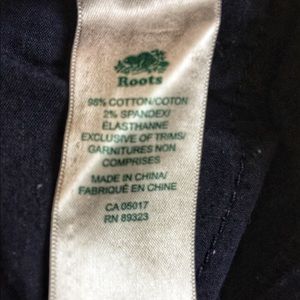 Roots
98% COTTON/COTON
2% SPANDEX/
ÉLASTHANNE
EXCLUSIVE OF TRIMS/
GARNITURES NON
COMPRISES
MADE IN CHINA/
FABRIQUÉ EN CHINE
CA 05017
RN 89323